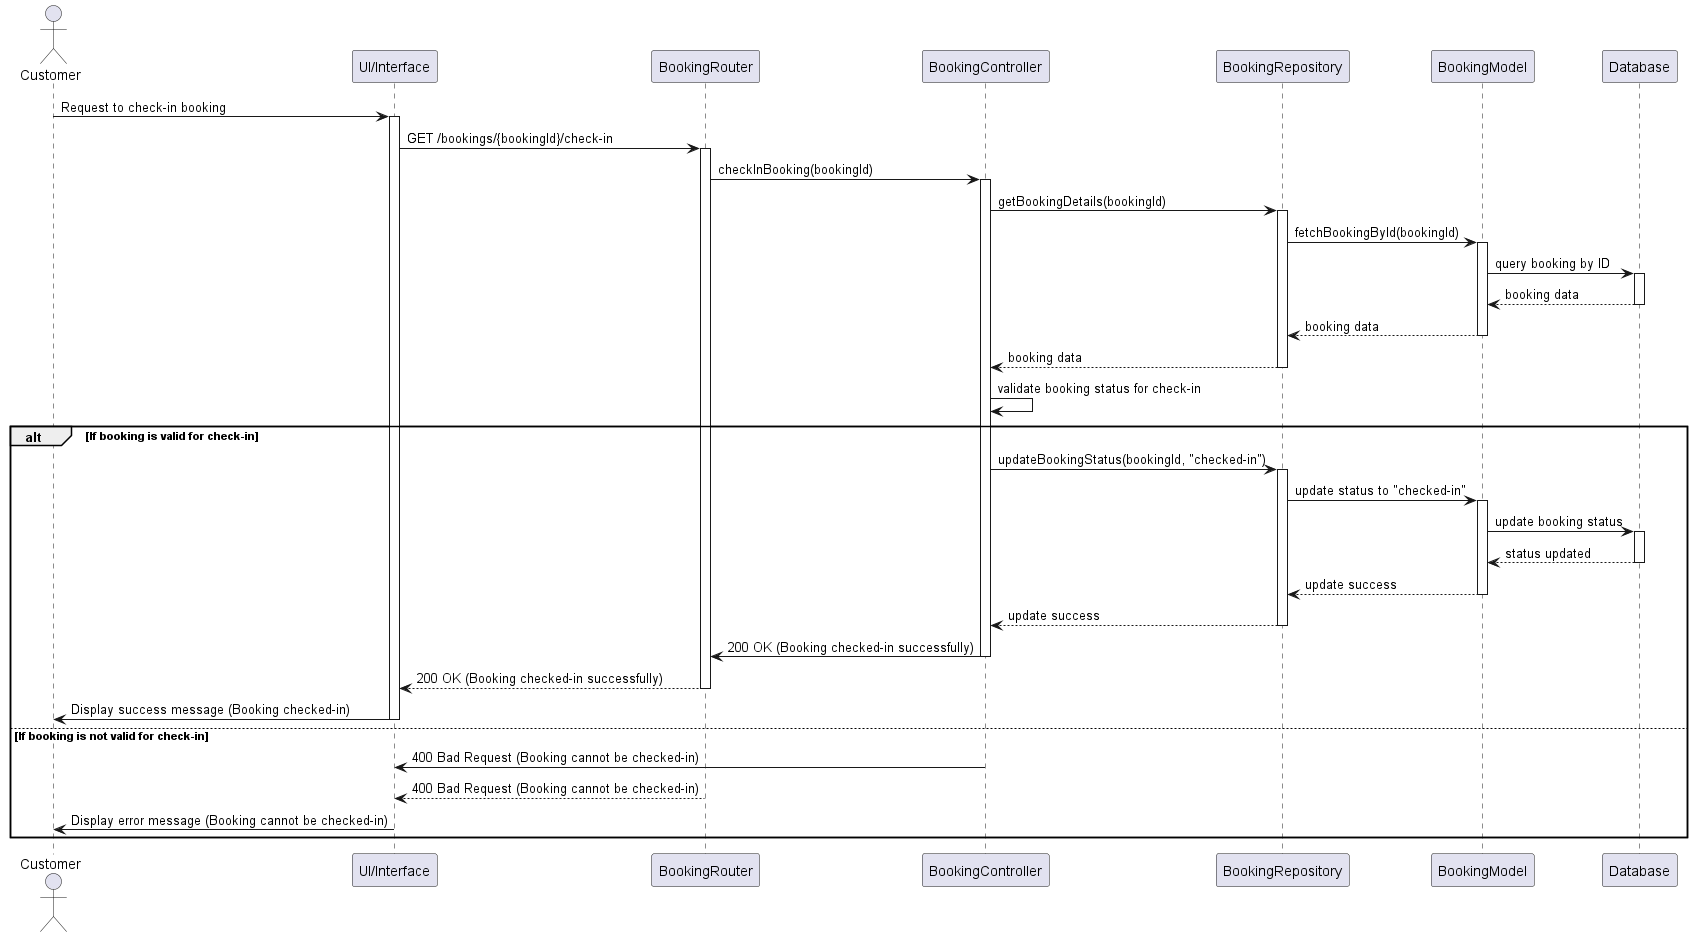 Customer
UI/Interface
BookingRouter
BookingController
BookingRepository
BookingModel
Database
Request to check-in booking
GET /bookings/{bookingId}/check-in
checkInBooking(bookingId)
getBookingDetails(bookingId)
fetchBookingById(bookingId)
query booking by ID
booking data
booking data
booking data
validate booking status for check-in
alt
[If booking is valid for check-in]
updateBookingStatus(bookingId, "checked-in")
update status to "checked-in"
update booking status
status updated
update success
update success
200 OK (Booking checked-in successfully)
200 OK (Booking checked-in successfully)
Display success message (Booking checked-in)
[If booking is not valid for check-in]
400 Bad Request (Booking cannot be checked-in)
400 Bad Request (Booking cannot be checked-in)
Display error message (Booking cannot be checked-in)
Customer
UI/Interface
BookingRouter
BookingController
BookingRepository
BookingModel
Database